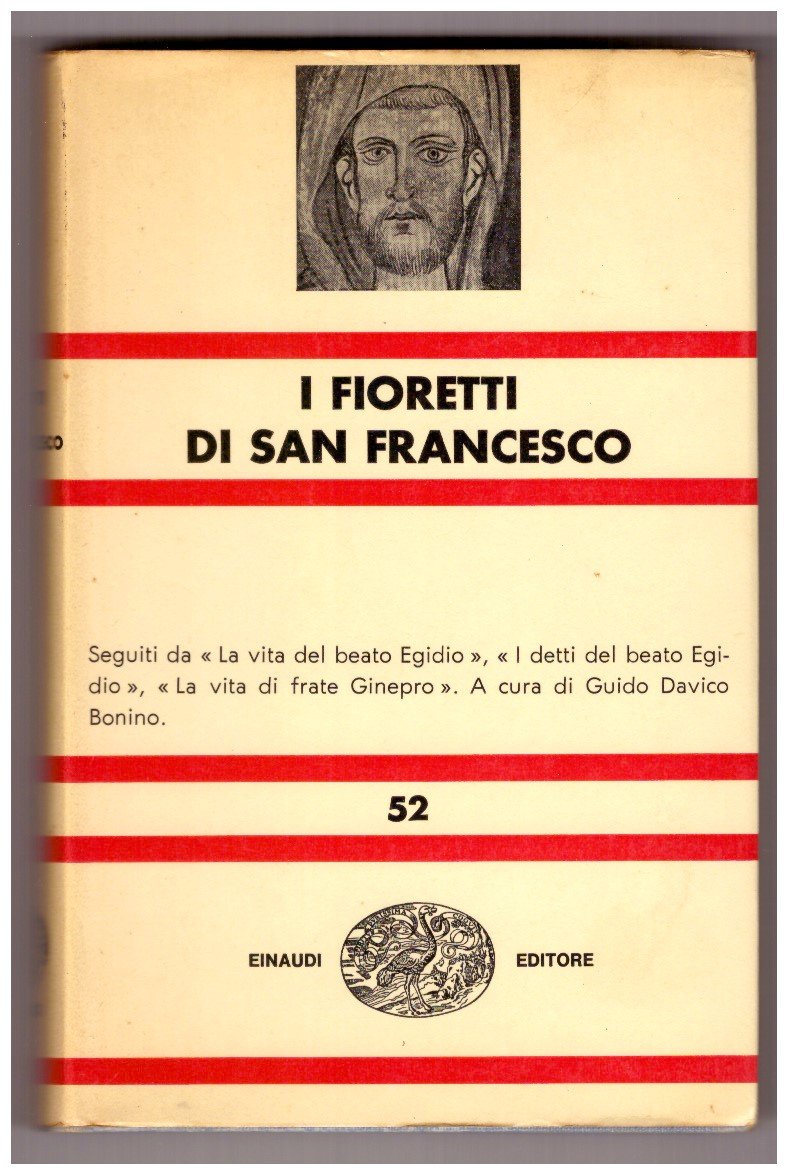 I FIORETTI
DI SAN FRANCESCO
Seguiti da « La vita del beato Egidio », « I detti del beato Egi-
dio », « La vita di frate Ginepro ». A cura di Guido Davico
Bonino.
52
EINAUDI EDITORE